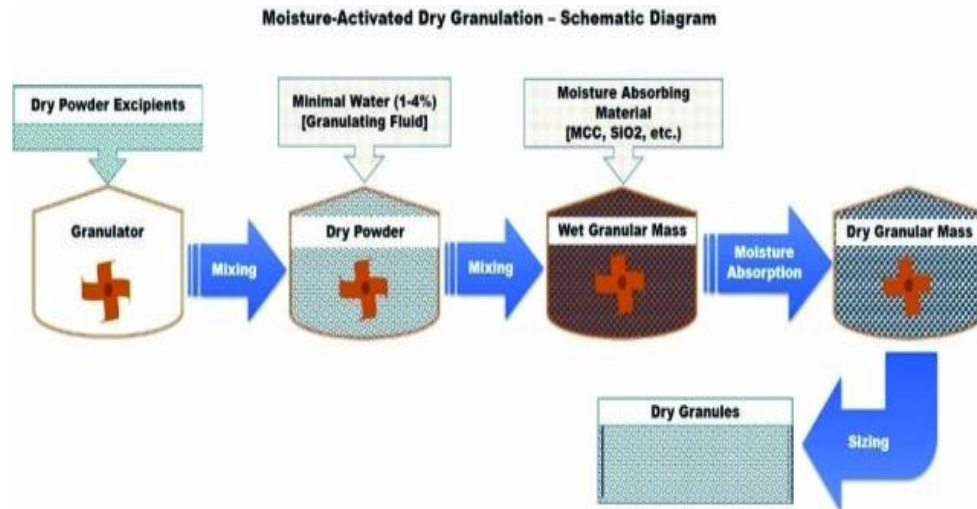 Moisture-Activated Dry Granulation – Schematic Diagram
Dry Powder Excipients
Minimal Water (1-4%)
[Granulating Fluid]
Moisture Absorbing
Material
[MCC, SiO2, etc.)
Granulator
Mixing
Dry Powder
Mixing
Wet Granular Mass
Moisture
Absorption
Dry Granular Mass
Sizing
Dry Granules